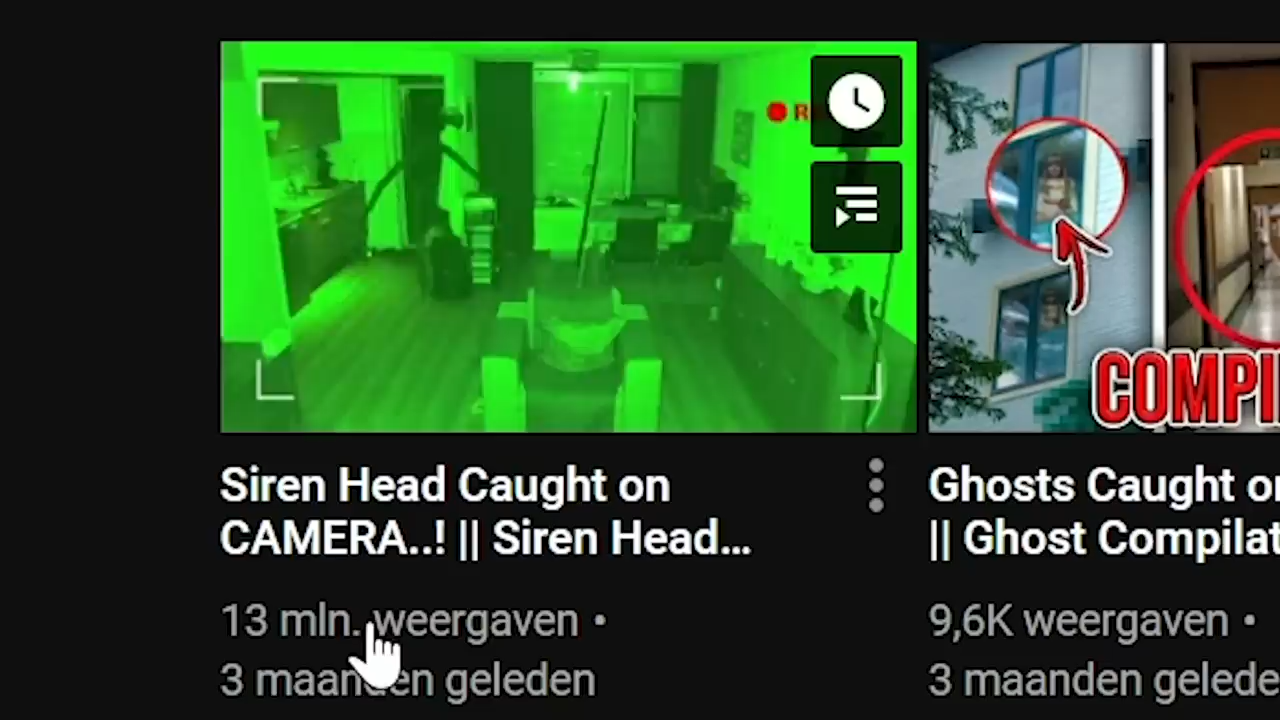 Siren Head Caught on
CAMERA..! || Siren Head...
13 mln. weergaven •
3 maanden geleden
COMPI
Ghosts Caught
|| Ghost Compilat
9,6K weergaven •
3 maanden gelede